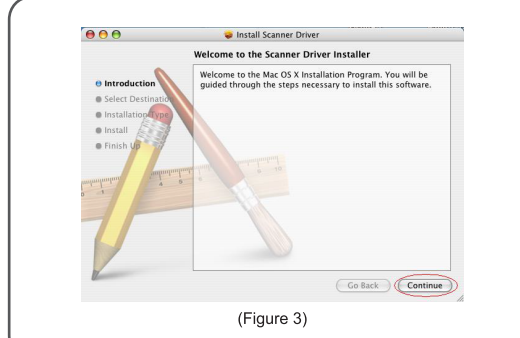 Install Scanner Driver
Welcome to the Scanner Driver Installer
Introduction
Select Destination
Installation Type
Install
Finish Up
Welcome to the Mac OS X Installation Program. You will be
guided through the steps necessary to install this software.
Go Back
Continue
(Figure 3)